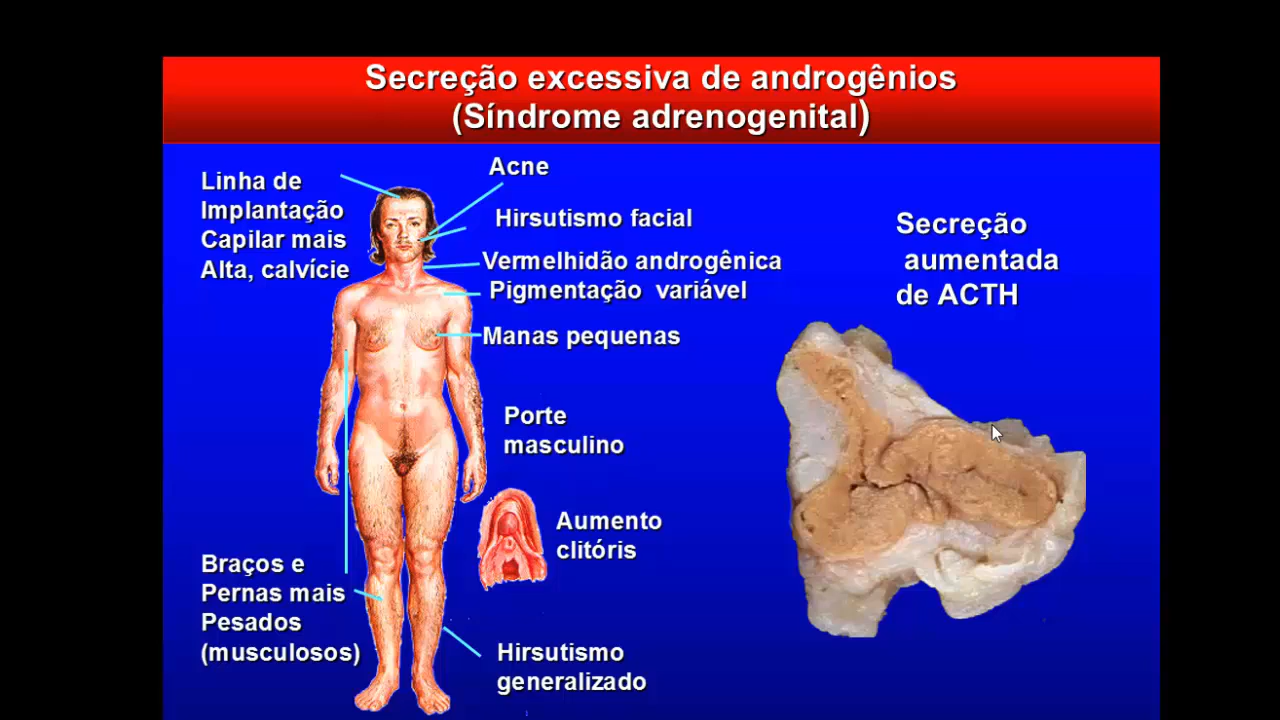 Secreção excessiva de androgênios
(Síndrome adrenogenital)
Linha de
Implantação
Capilar mais
Alta, calvície
Acne
Hirsutismo facial
Vermelhidão androgênica
Pigmentação variável
Manas pequenas
Porte
masculino
Aumento
clitóris
Braços e
Pernas mais
Pesados
(musculosos)
Hirsutismo
generalizado
Secreção
aumentada
de ACTH